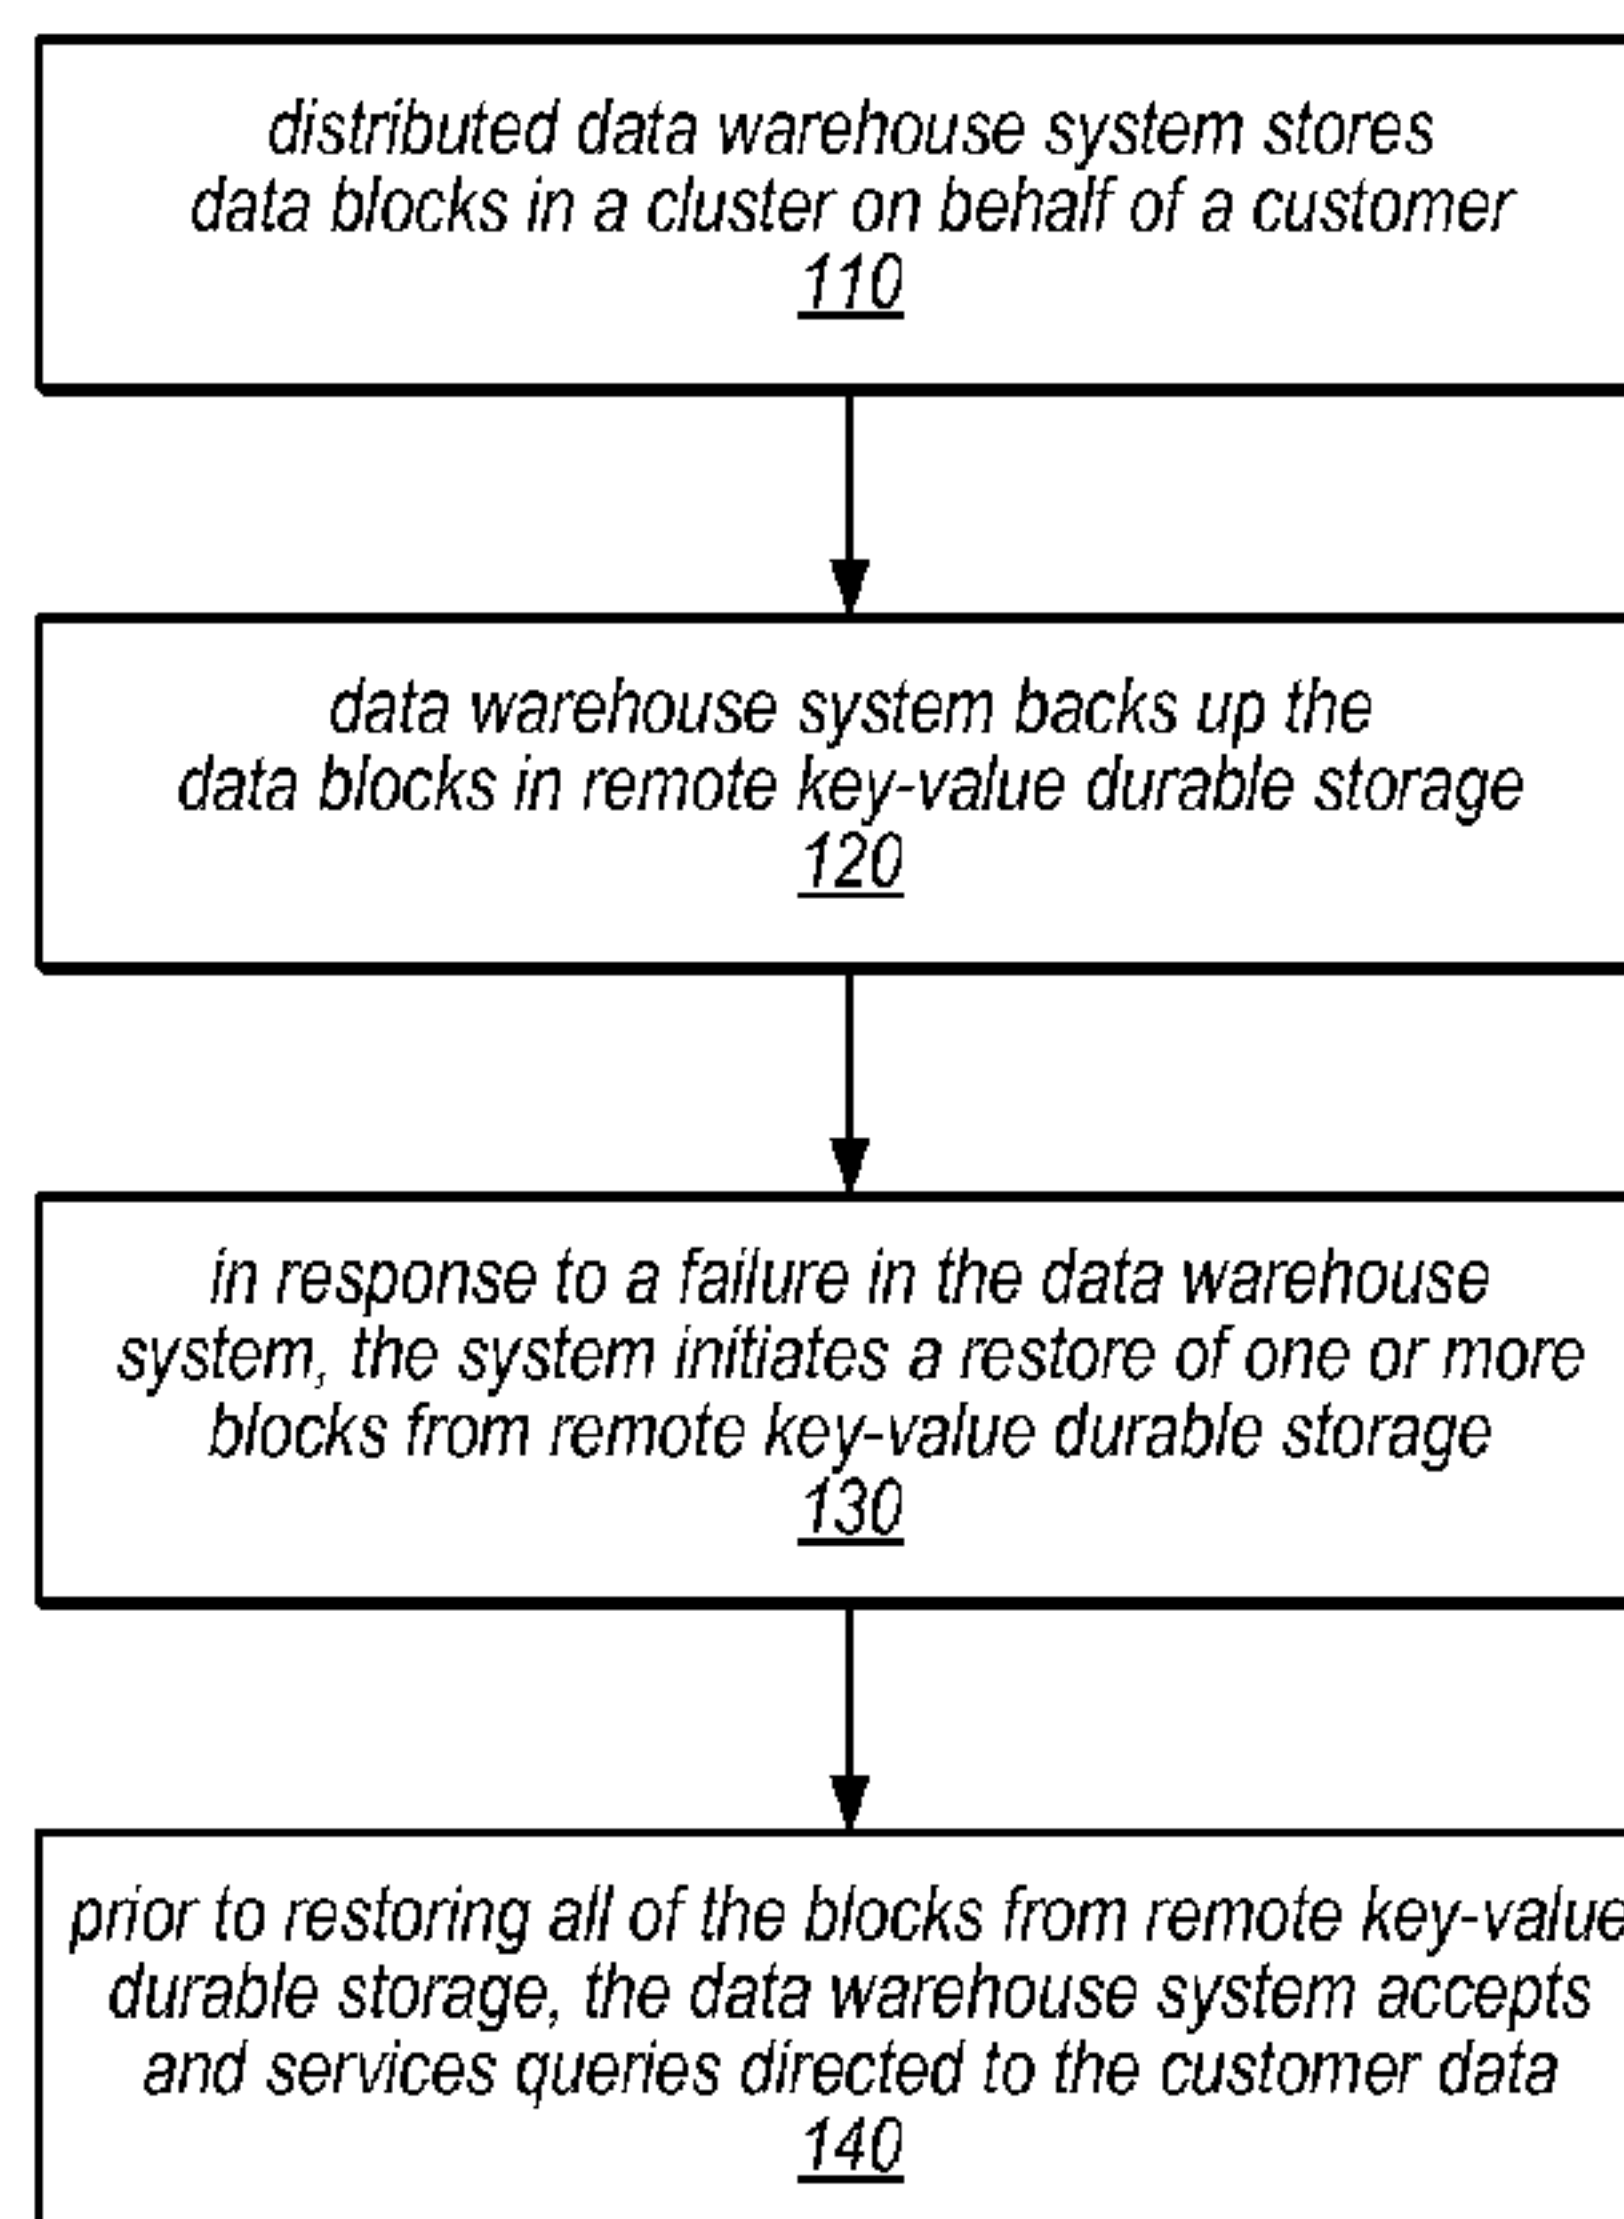 distributed data warehouse system stores
data blocks in a cluster on behalf of a customer
110
data warehouse system backs up the
data blocks in remote key-value durable storage
120
in response to a failure in the data warehouse
system, the system initiates a restore of one or more
blocks from remote key-value durable storage
130
prior to restoring all of the blocks from remote key-value
durable storage, the data warehouse system accepts
and services queries directed to the customer data
140